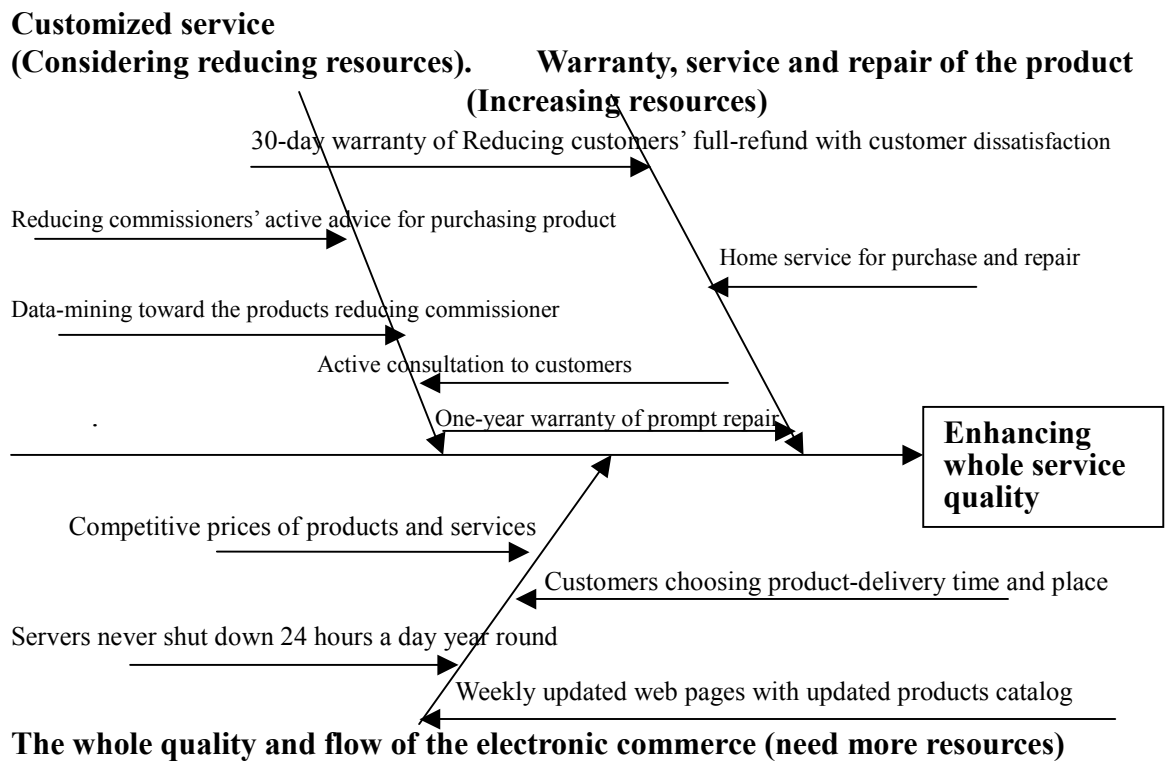 Customized service
(Considering reducing resources). Warranty, service and repair of the product
(Increasing resources)
30-day warranty of Reducing customers' full-refund with customer dissatisfaction
Reducing commissioners' active advice for purchasing product
Home service for purchase and repair
Data-mining toward the products reducing commissioner
Active consultation to customers
One-year warranty of prompt repair
.
Enhancing
whole service
quality
Competitive prices of products and services
Customers choosing product-delivery time and place
Servers never shut down 24 hours a day year round
Weekly updated web pages with updated products catalog
The whole quality and flow of the electronic commerce (need more resources)